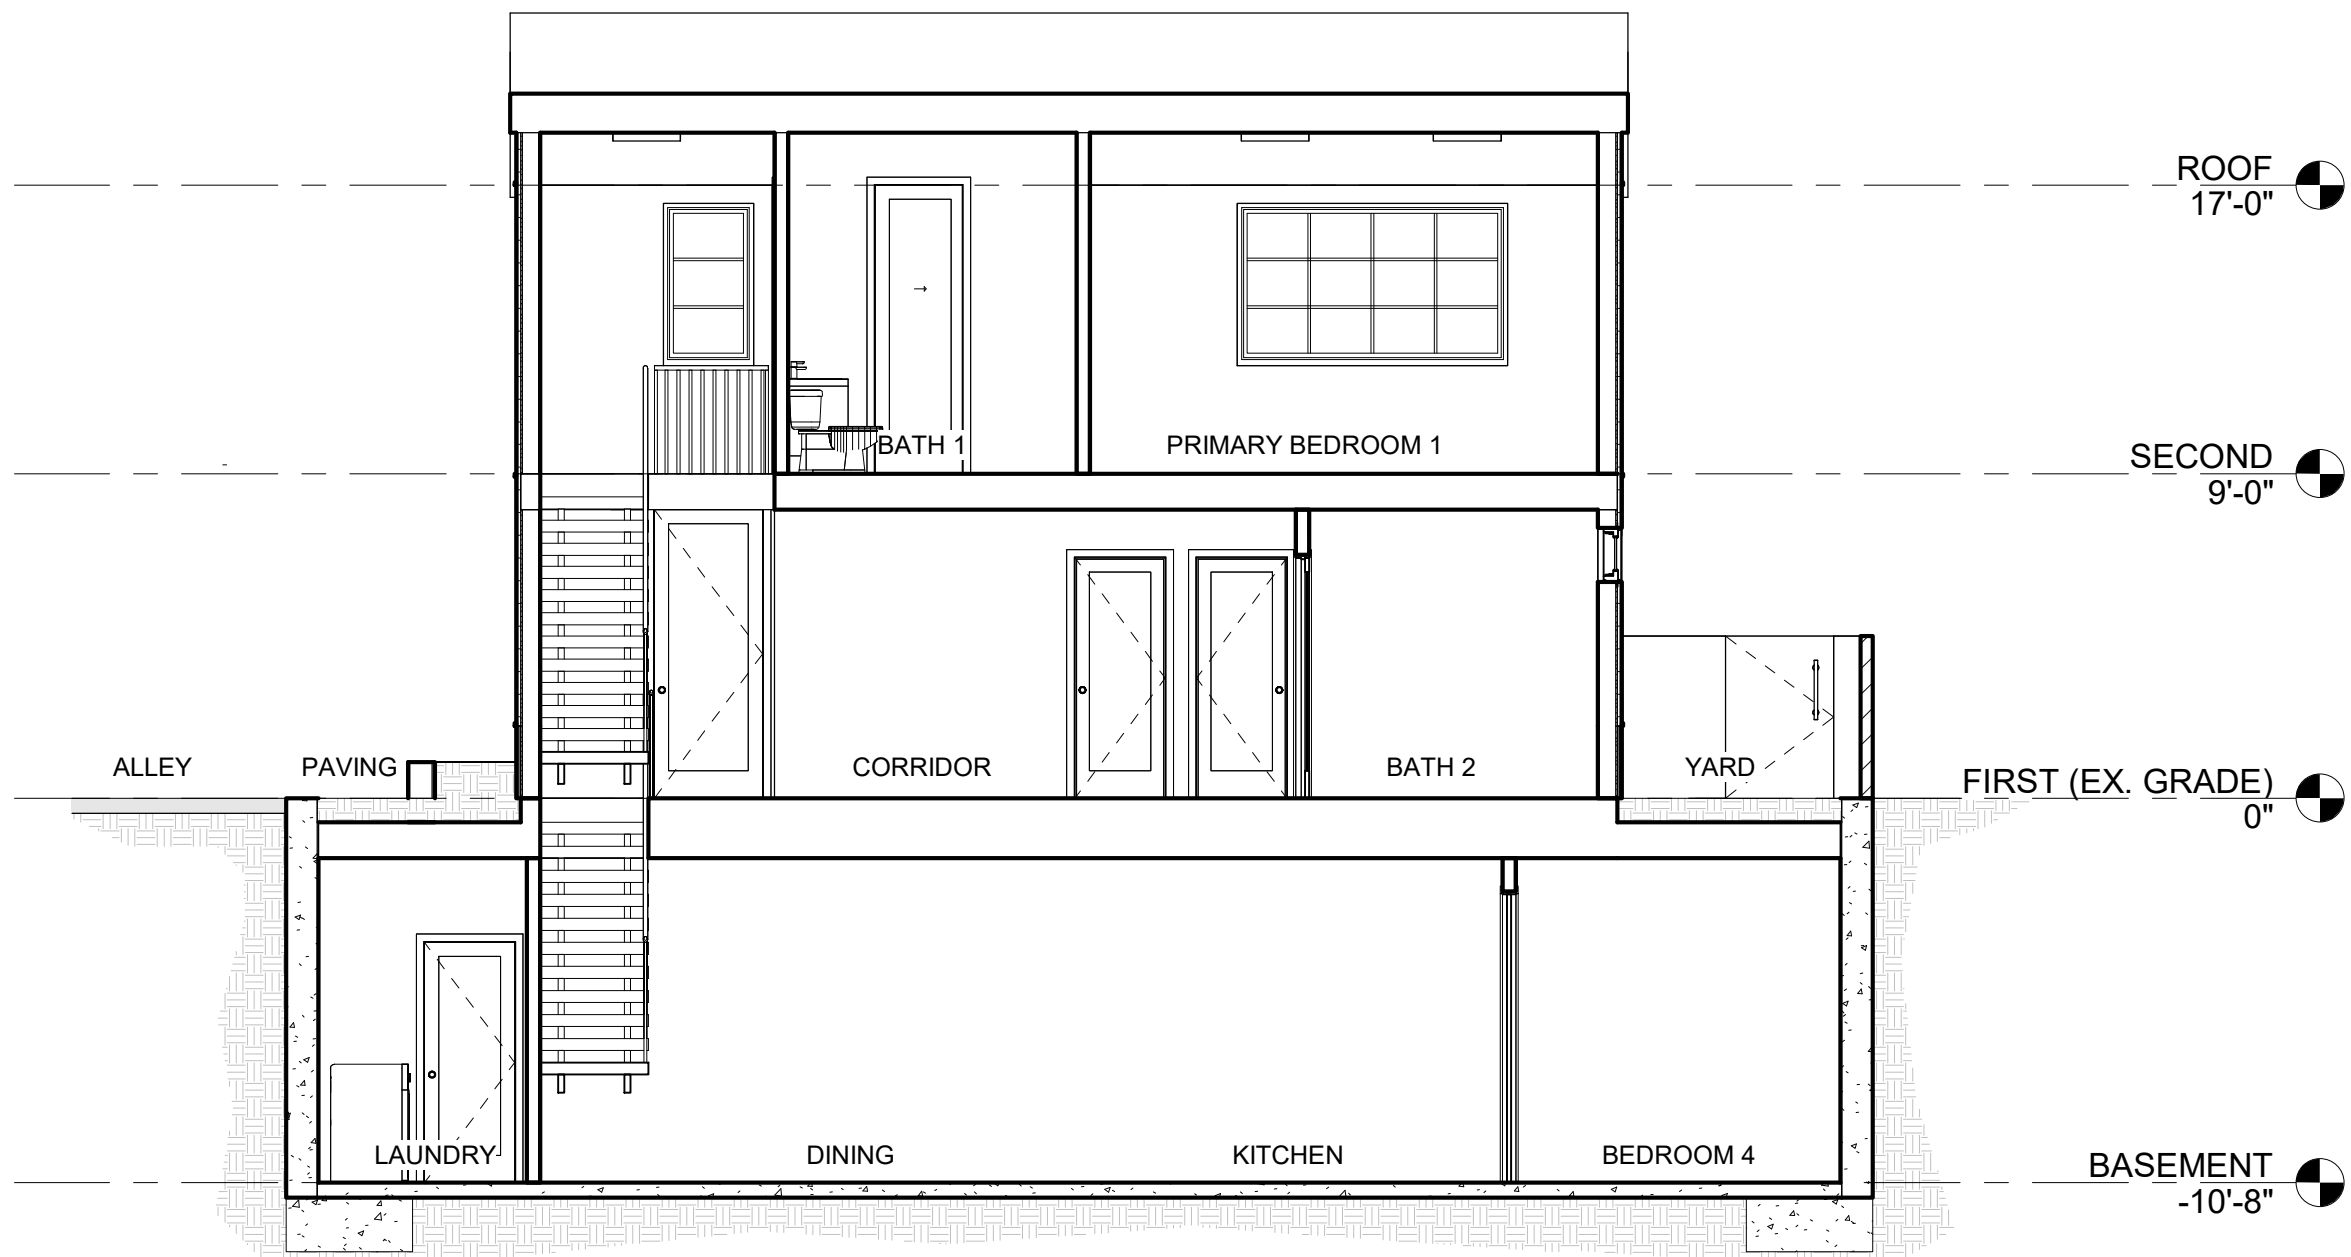 ROOF
17'-0"
BATH 1
PRIMARY BEDROOM 1
SECOND
9'-0"
ALLEY
PAVING
CORRIDOR
BATH 2
YARD
FIRST (EX. GRADE)
0"
LAUNDRY
DINING
KITCHEN
BEDROOM 4
BASEMENT
-10'-8"